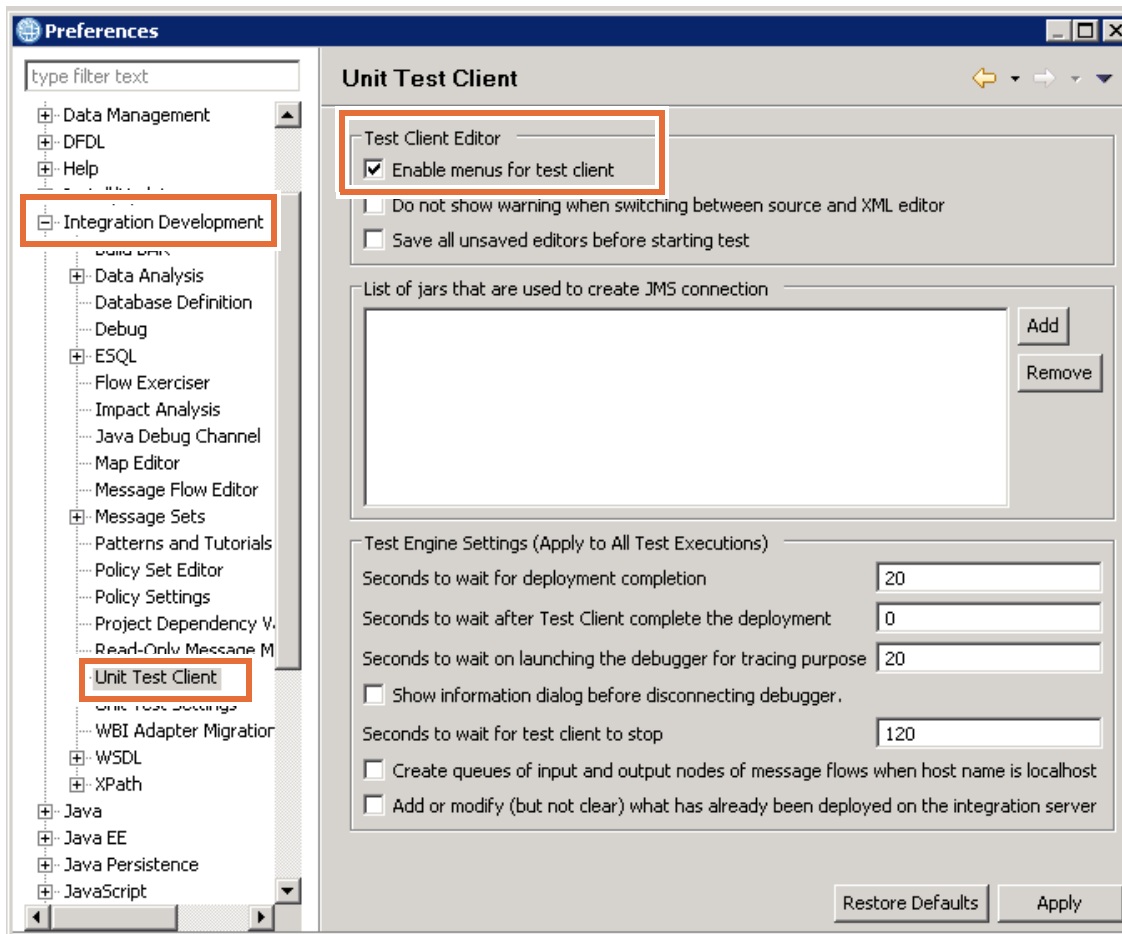 Preferences
type filter text
Data Management
DFDL
Help
Integration Development
Data Analysis
Database Definition
Debug
ESQL
Flow Exerciser
Impact Analysis
Java Debug Channel
Map Editor
Message Flow Editor
Message Sets
Patterns and Tutorials
Policy Set Editor
Policy Settings
Project Dependency V
Read-Only Message M
Unit Test Client
Unit Test Settings
WBI Adapter Migration
WSDL
XPath
Java
Java EE
Java Persistence
JavaScript
Unit Test Client
Test Client Editor
Enable menus for test client
Do not show warning when switching between source and XML editor
Save all unsaved editors before starting test
List of jars that are used to create JMS connection
Add
Remove
Test Engine Settings (Apply to All Test Executions)
Seconds to wait for deployment completion 20
Seconds to wait after Test Client complete the deployment 0
Seconds to wait on launching the debugger for tracing purpose 20
Show information dialog before disconnecting debugger.
Seconds to wait for test client to stop 120
Create queues of input and output nodes of message flows when host name is localhost
Add or modify (but not clear) what has already been deployed on the integration server
Restore Defaults Apply